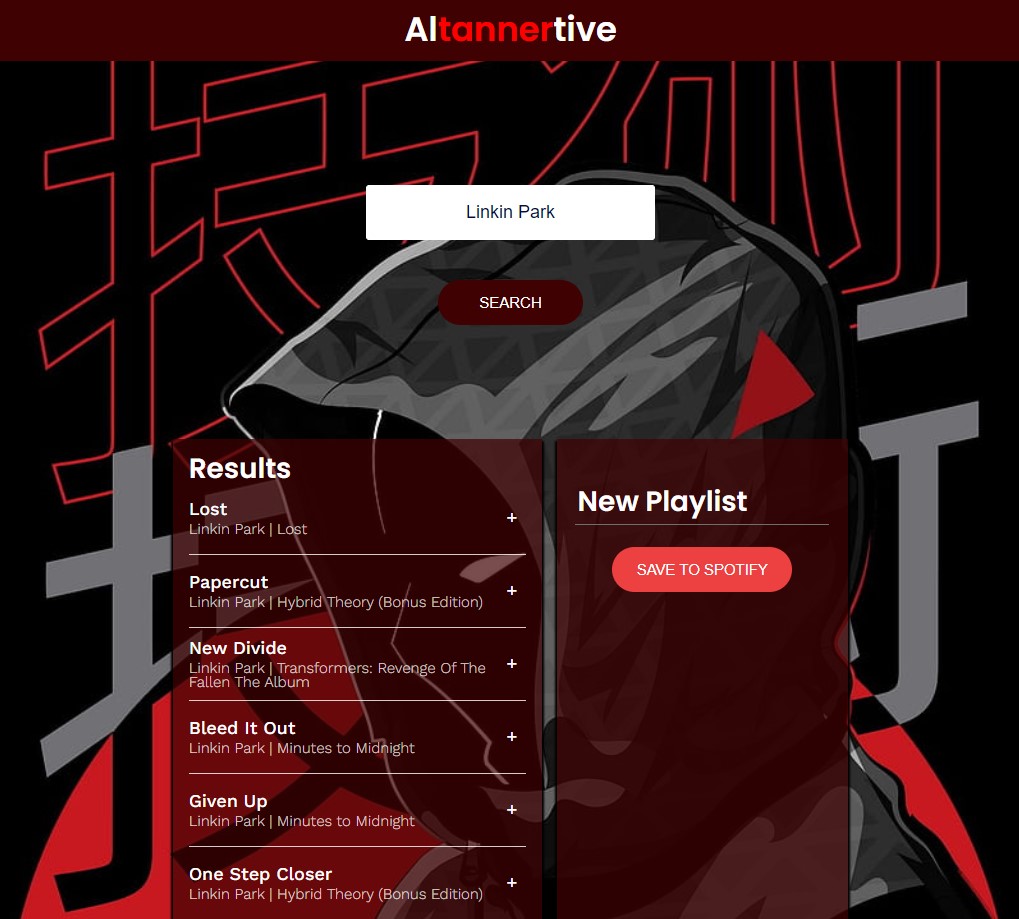 Altannertive
Linkin Park
SEARCH
Results
Lost
Linkin Park | Lost
+
Papercut
Linkin Park | Hybrid Theory (Bonus Edition)
+
New Divide
Linkin Park | Transformers: Revenge Of The
Fallen The Album
+
Bleed It Out
Linkin Park | Minutes to Midnight
+
Given Up
Linkin Park | Minutes to Midnight
+
One Step Closer
Linkin Park | Hybrid Theory (Bonus Edition)
+
New Playlist
SAVE TO SPOTIFY